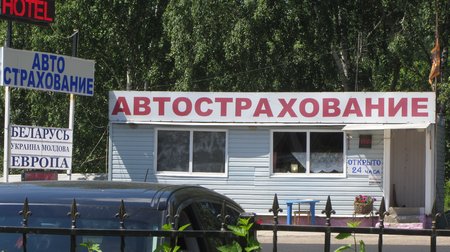 HOTEL
АВТО
СТРАХОВАНИЕ
БЕЛАРУСЬ
УКРАИНА МОЛДОВА
ЕВРОПА
АВТОСТРАХОВАНИЕ
ОТКРЫТО
24 ЧАСА